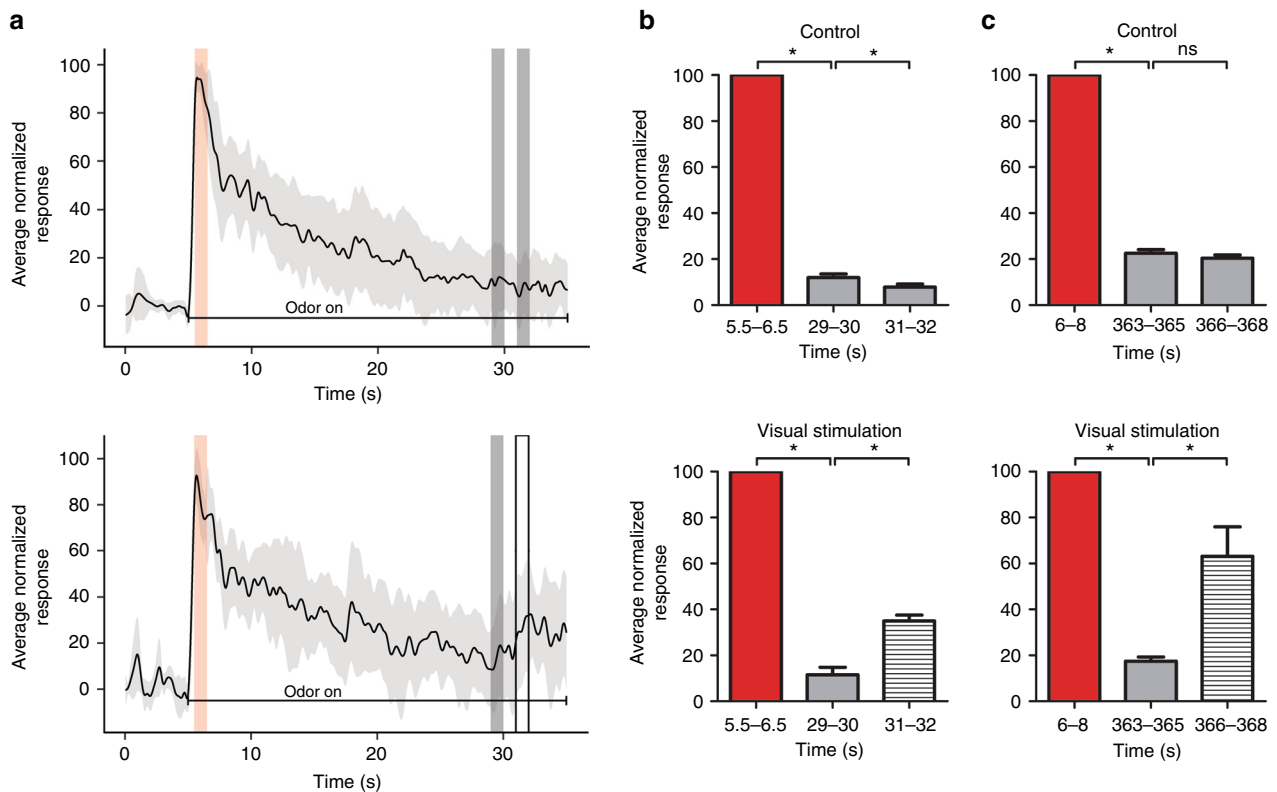 a
100
80
60
40
20
0
Average normalized
response
Odor on
0 10 20 30
Time (s)
100
80
60
40
20
0
Average normalized
response
Odor on
0 10 20 30
Time (s)
b
Control
* *
100
80
60
40
20
0
Average normalized
response
5.5–6.5 29–30 31–32
Time (s)
Visual stimulation
* *
100
80
60
40
20
0
Average normalized
response
5.5–6.5 29–30 31–32
Time (s)
c
Control
* ns
100
80
60
40
20
0
6–8 363–365 366–368
Time (s)
Visual stimulation
* *
100
80
60
40
20
0
6–8 363–365 366–368
Time (s)